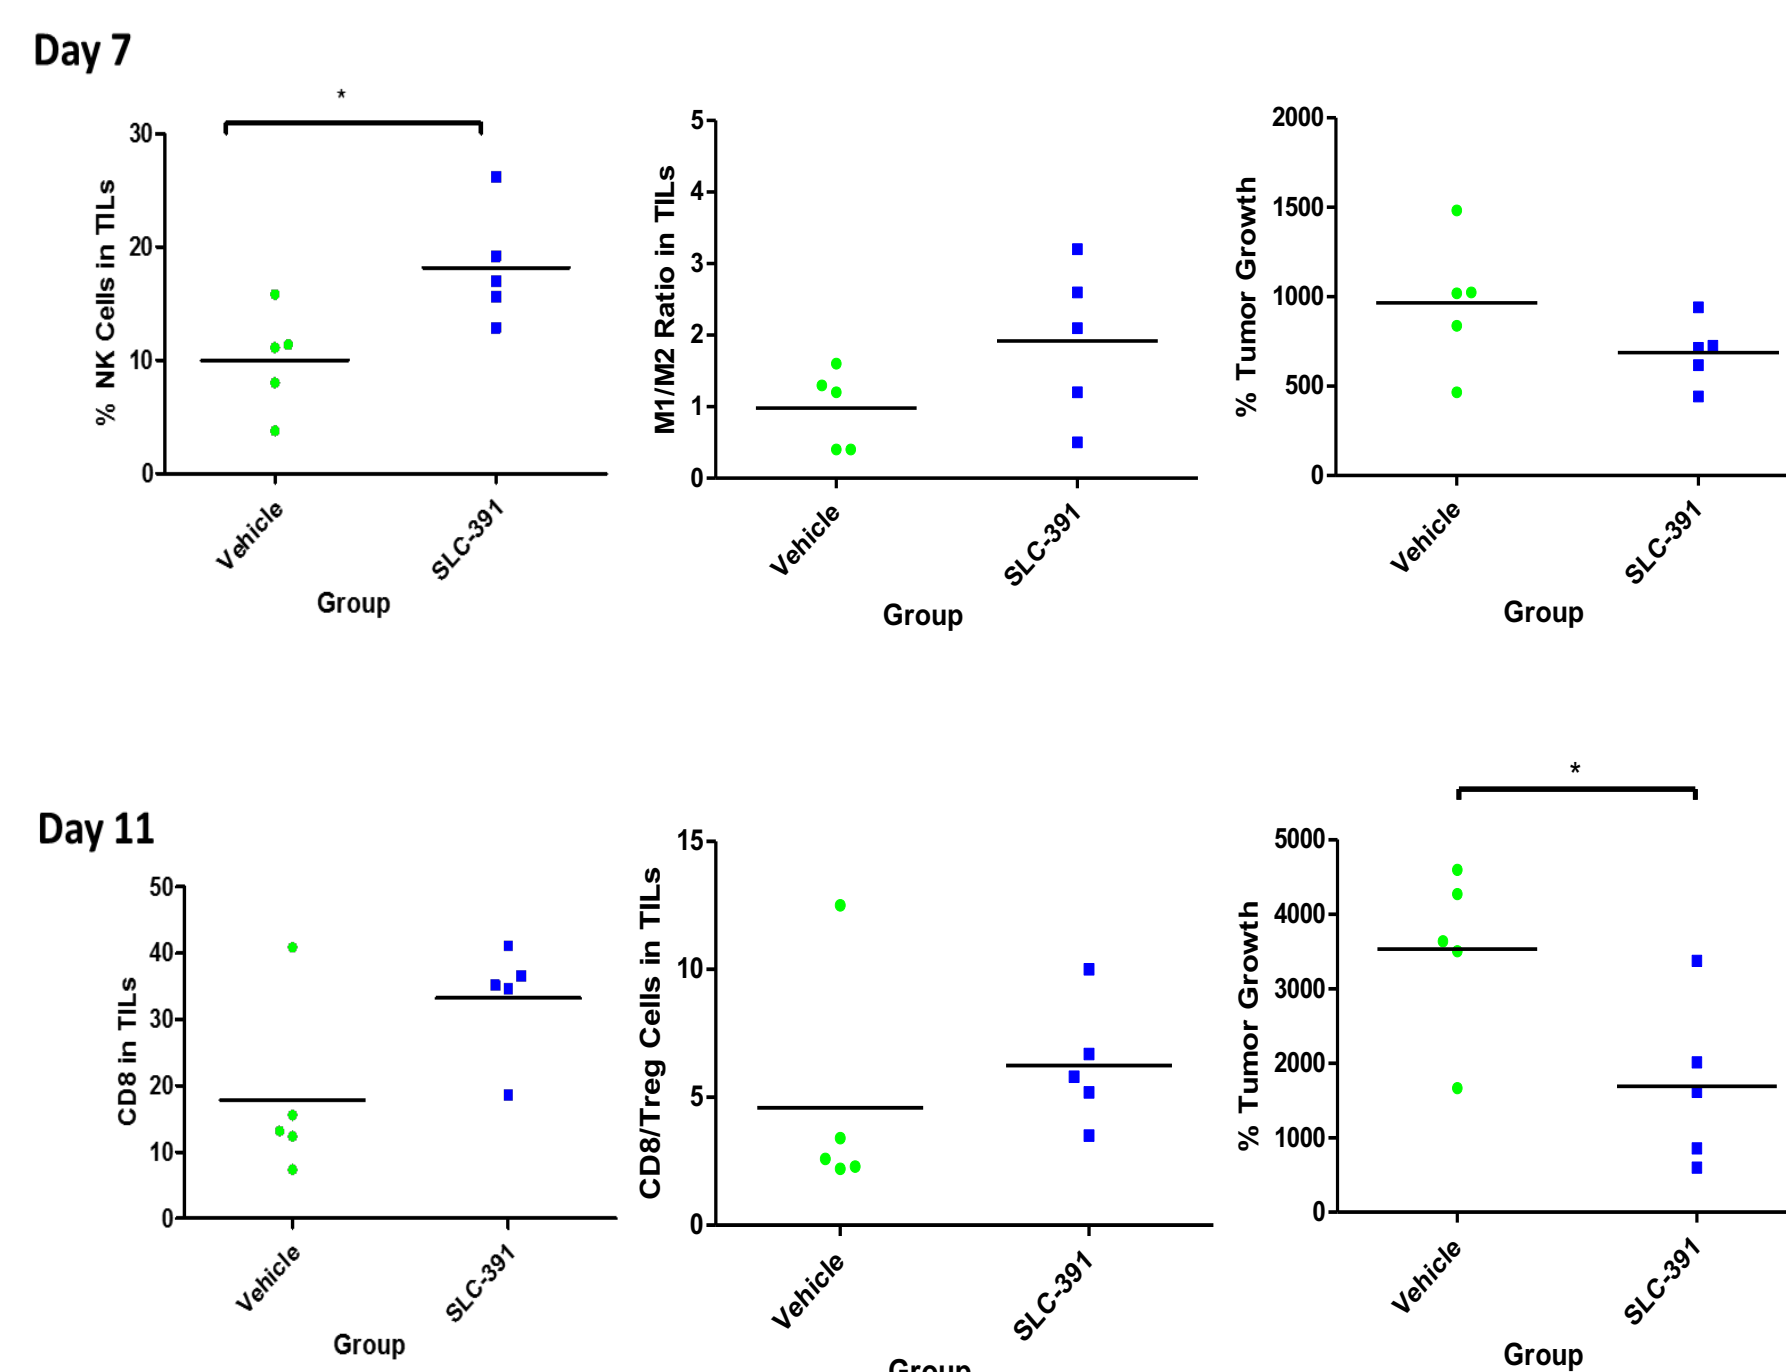 Day 7
*
% NK Cells in TILs
30
20
10
0
Vehicle
SLC-391
Group
M1/M2 Ratio in TILs
5
4
3
2
1
0
Vehicle
SLC-391
Group
% Tumor Growth
2000
1500
1000
500
0
Vehicle
SLC-391
Group
Day 11
CD8 in TILs
50
40
30
20
10
0
Vehicle
SLC-391
Group
CD8/Treg Cells in TILs
15
10
5
0
Vehicle
SLC-391
Group
*
% Tumor Growth
5000
4000
3000
2000
1000
0
Vehicle
SLC-391
Group